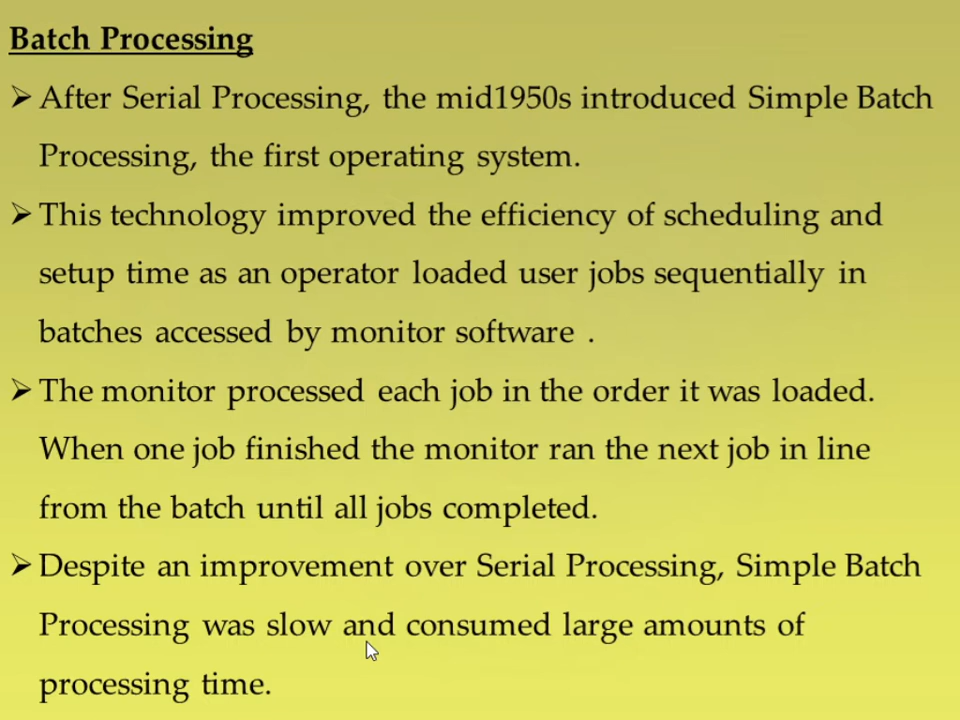 Batch Processing
➢ After Serial Processing, the mid1950s introduced Simple Batch
Processing, the first operating system.
➢ This technology improved the efficiency of scheduling and
setup time as an operator loaded user jobs sequentially in
batches accessed by monitor software .
➢ The monitor processed each job in the order it was loaded.
When one job finished the monitor ran the next job in line
from the batch until all jobs completed.
➢ Despite an improvement over Serial Processing, Simple Batch
Processing was slow and consumed large amounts of
processing time.